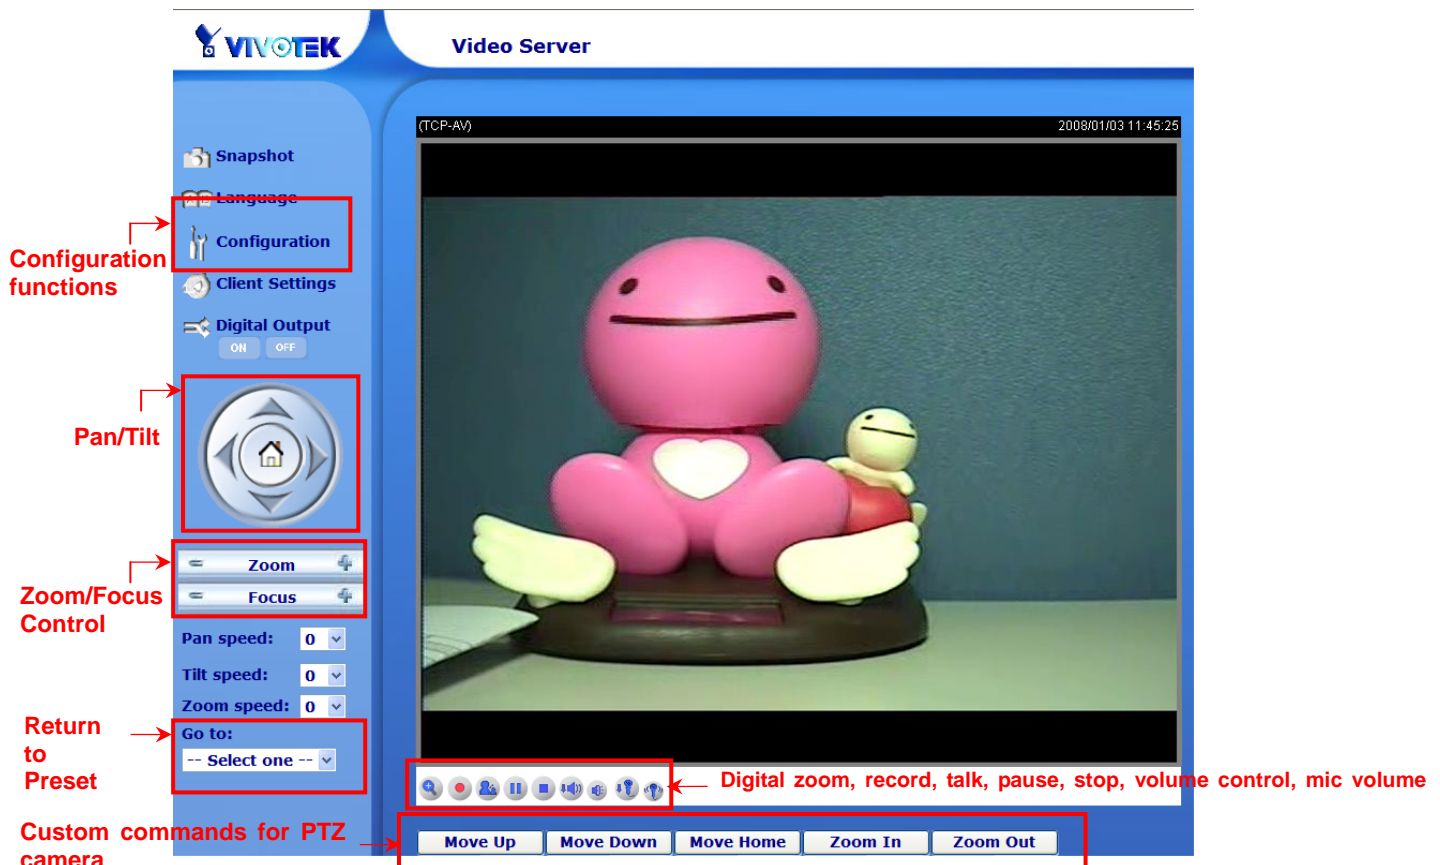 VIVOTEK
Video Server
(TCP-AV)
2008/01/03 11:45:25
Snapshot
Language
Configuration
Client Settings
Digital Output
ON OFF
Configuration
functions
Pan/Tilt
Zoom
Focus
Zoom/Focus
Control
Pan speed: 0
Tilt speed: 0
Zoom speed: 0
Go to:
-- Select one --
Return
to
Preset
Digital zoom, record, talk, pause, stop, volume control, mic volume
Custom commands for PTZ
camera
Move Up
Move Down
Move Home
Zoom In
Zoom Out